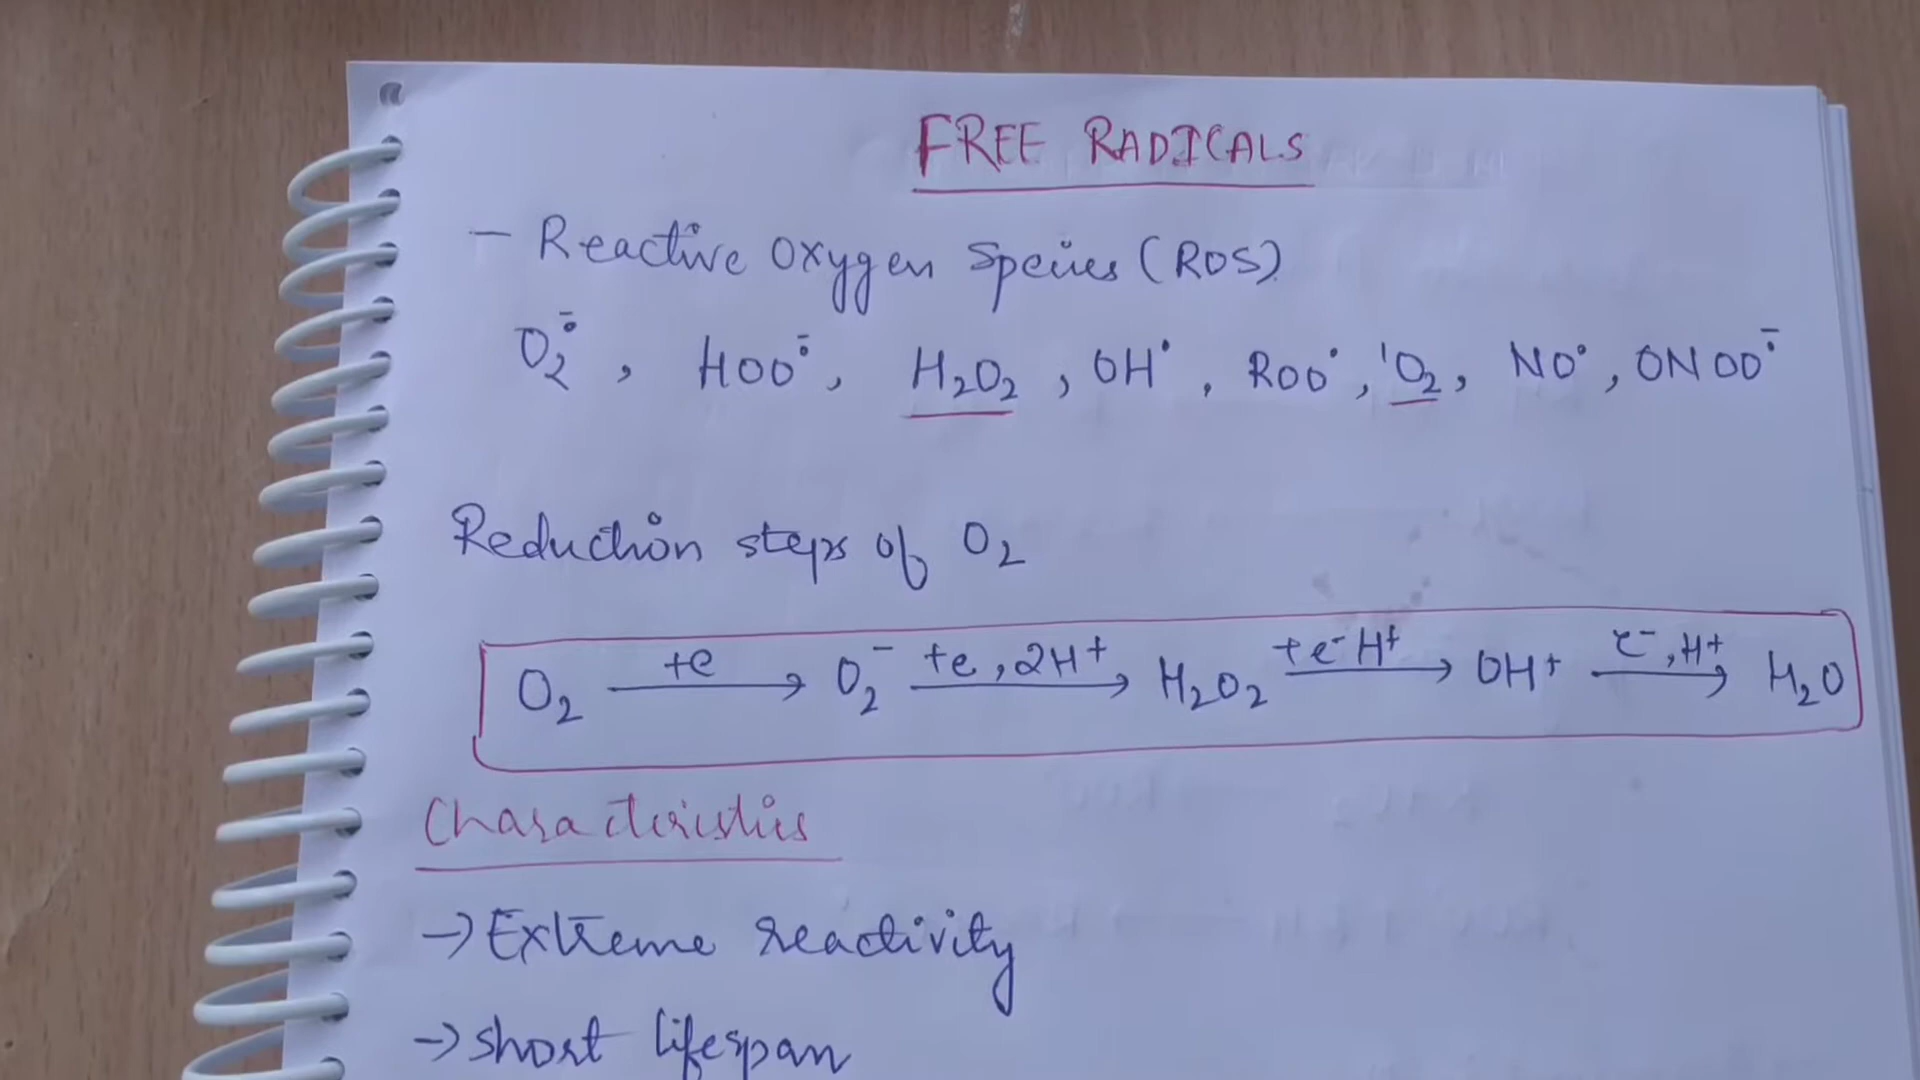 FREE RADICALS
- Reactive oxygen species (ROS)
O₂•̄ , HOO•̄ , H₂O₂ , OH• , ROO• , ¹O₂ , NO• , ONOO•̄
Reduction steps of O₂
O₂ +e→ O₂⁻ +e, 2H⁺→ H₂O₂ +e⁻ H⁺→ OH⁺ e⁻, H⁺→ H₂O
Characteristics
→ Extreme reactivity
→ short lifespan